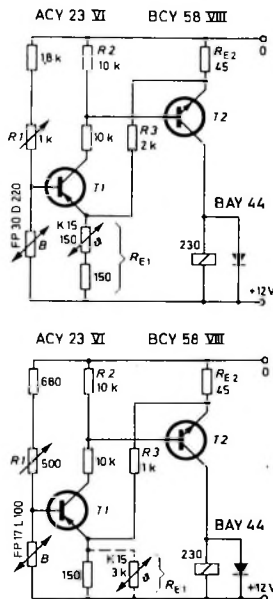 ACY 23 VI BCY 58 VIII
0
1,8k
R2
10 k
RE2
45
R1
1 k
10 k
R3
2 k
T2
T1
FP 30 D 220
B
K 15
150
ϑ
RE1
150
BAY 44
230
+12V
ACY 23 VI BCY 58 VIII
0
680
R2
10 k
RE2
45
R1
500
10 k
R3
1 k
T2
T1
FP 17 L 100
B
K 15
3 k
ϑ
RE1
150
BAY 44
230
+12V